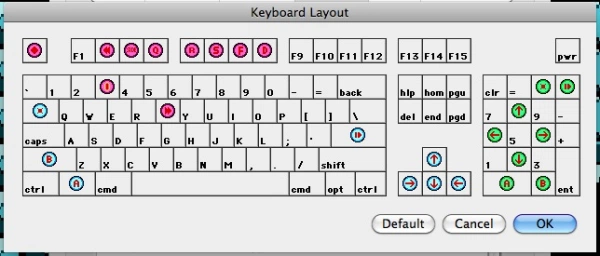 Keyboard Layout
F1 Q A S F D F9 F10 F11 F12 F13 F14 F15 pwr
` 1 2 4 5 6 7 8 9 0 - = back hlp hom pgu clr =
Q W E R Y U I O P [ ] \ del end pgd 7 9 -
caps A S D F G H J K L ; ' 5 +
B Z X C V B N M , . / shift 1 3
ctrl A cmd cmd opt ctrl A B ent
Default Cancel OK